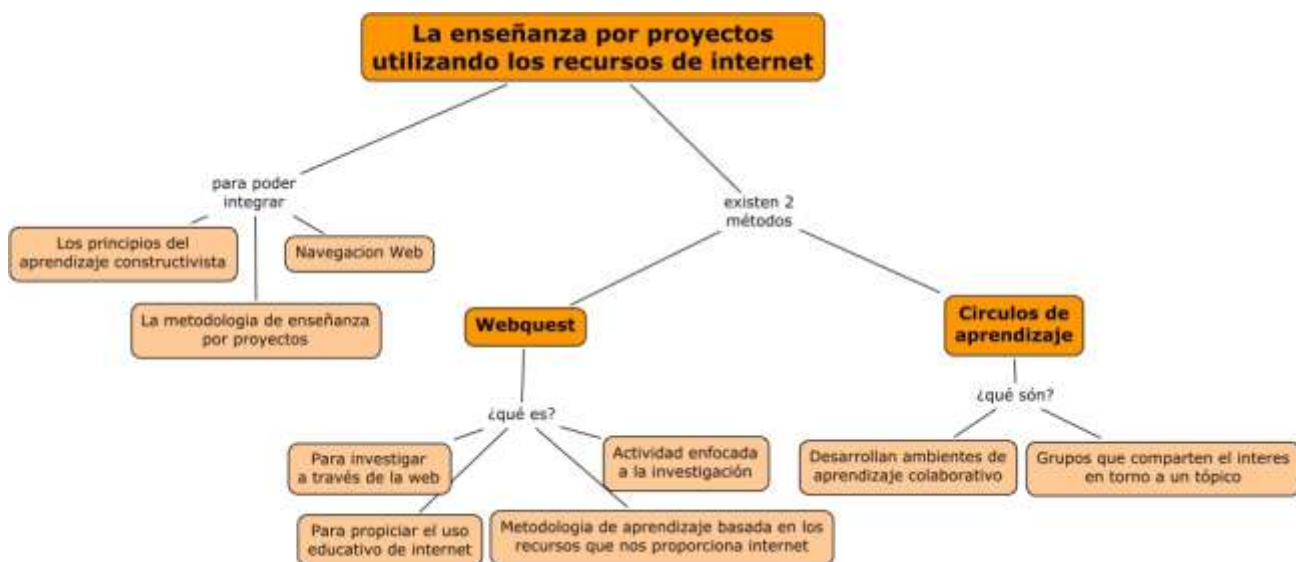 La enseñanza por proyectos
utilizando los recursos de internet
para poder
integrar
existen 2
métodos
Los principios del
aprendizaje constructivista
Navegacion Web
La metodologia de enseñanza
por proyectos
Webquest
Circulos de
aprendizaje
¿qué es?
¿qué són?
Para investigar
a través de la web
Actividad enfocada
a la investigación
Desarrollan ambientes de
aprendizaje colaborativo
Grupos que comparten el interes
en torno a un tópico
Para propiciar el uso
educativo de internet
Metodologia de aprendizaje basada en los
recursos que nos proporciona internet